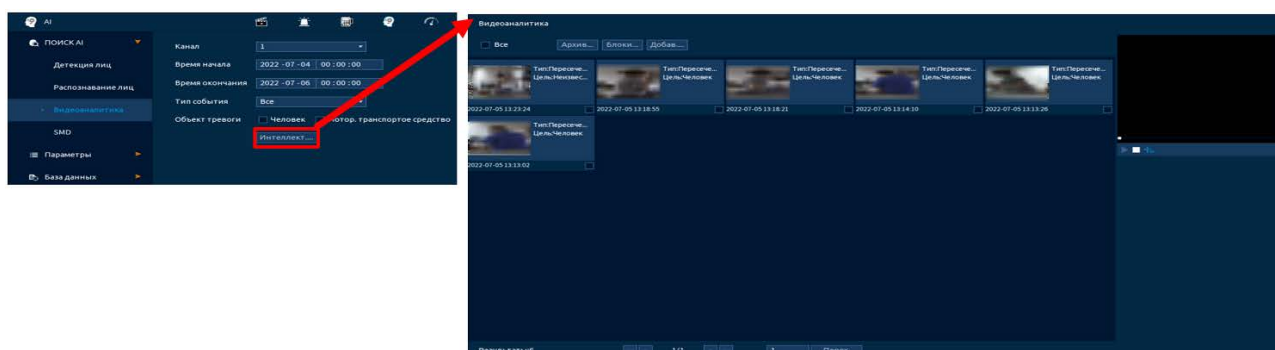 AI
ПОИСК AI
Детекция лиц
Распознавание лиц
Видеоаналитика
SMD
Параметры
База данных
Канал 1
Время начала 2022 -07 -04 00 : 00 : 00
Время окончания 2022 -07 -06 00 : 00 : 00
Тип события Все
Объект тревоги Человек транспортое средство
Интеллект...
Видеоаналитика
Все Архив... Блоки... Добав...
Тип:Пересече...
Цель:Неизвес...
2022-07-05 13:23:24
Тип:Пересече...
Цель:Человек
2022-07-05 13:18:55
Тип:Пересече...
Цель:Человек
2022-07-05 13:18:21
Тип:Пересече...
Цель:Человек
2022-07-05 13:14:10
Тип:Пересече...
Цель:Человек
2022-07-05 13:13:26
Тип:Пересече...
Цель:Человек
2022-07-05 13:13:02
1/1 1